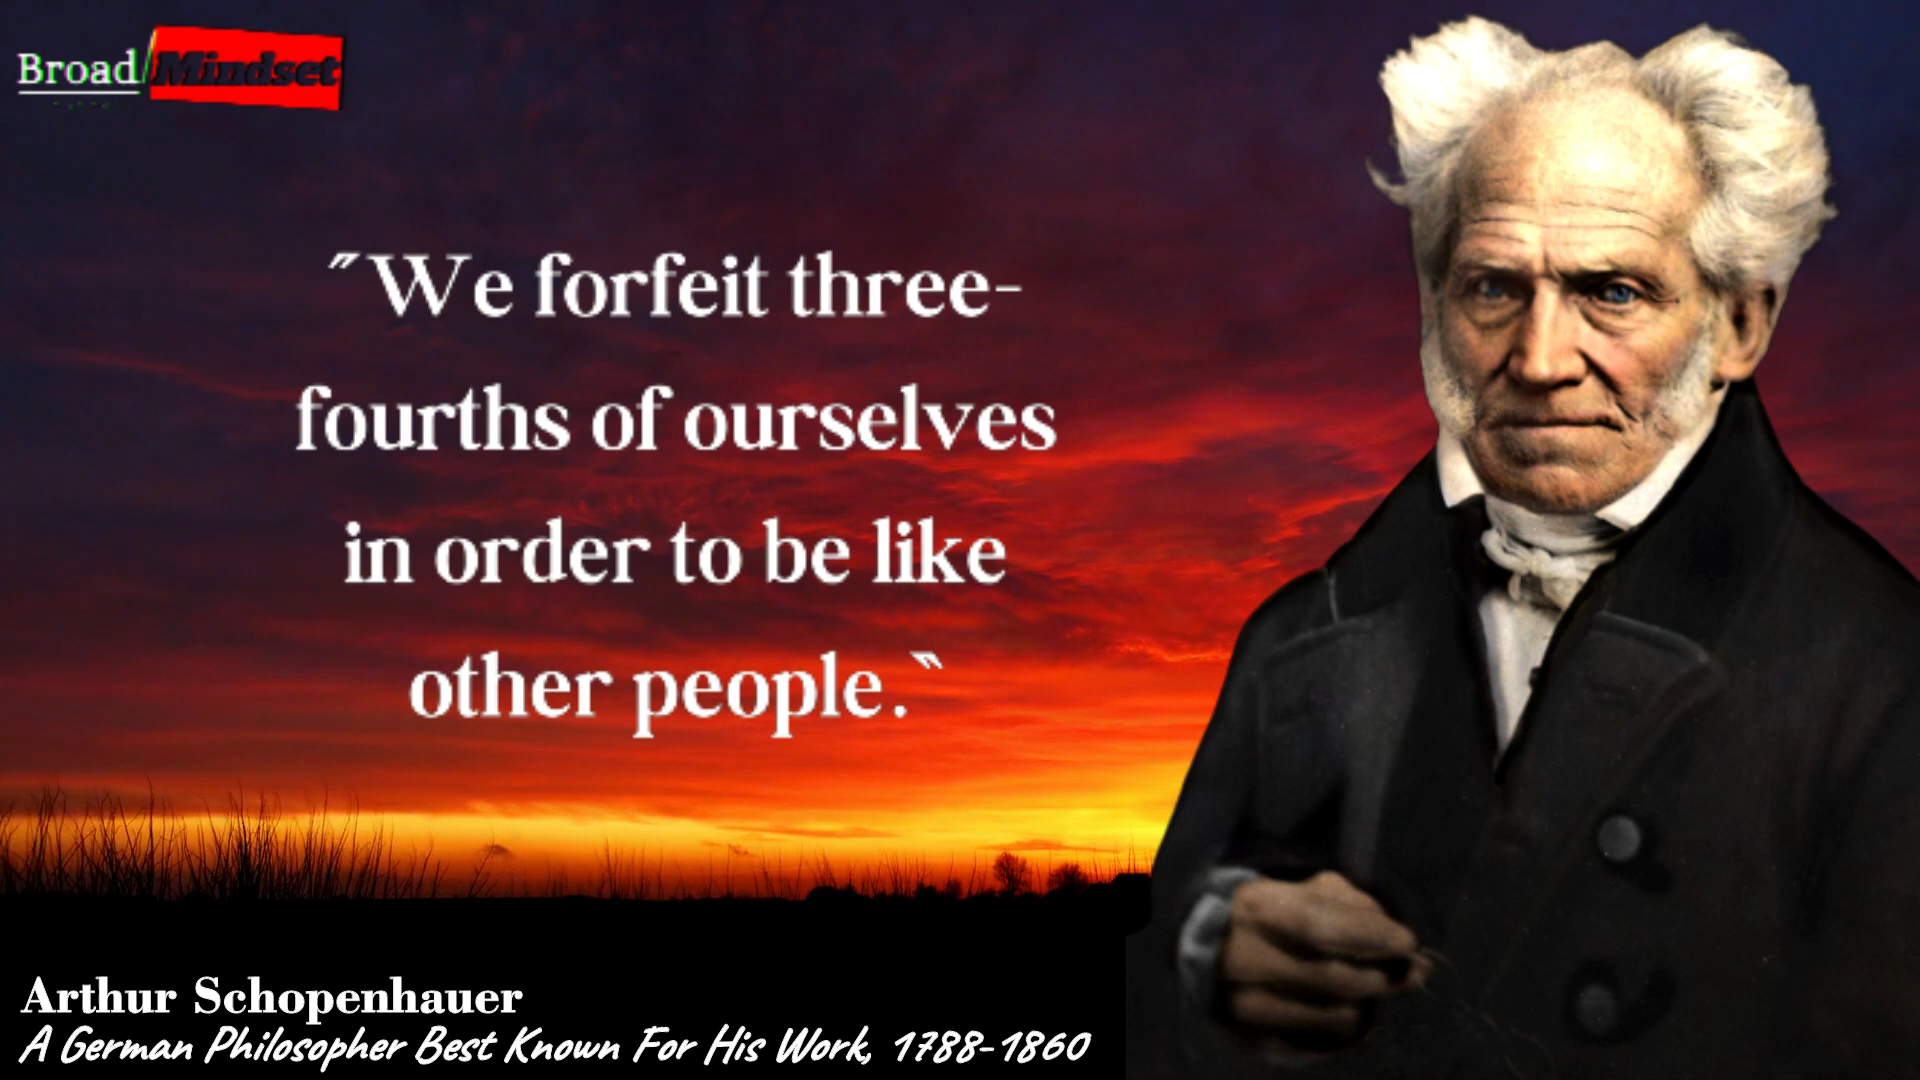 Broad Mindset
"We forfeit three-
fourths of ourselves
in order to be like
other people."
Arthur Schopenhauer
A German Philosopher Best Known For His Work, 1788-1860